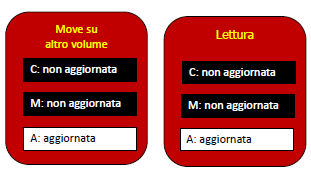 Move su
altro volume
C: non aggiornata
M: non aggiornata
A: aggiornata
Lettura
C: non aggiornata
M: non aggiornata
A: aggiornata